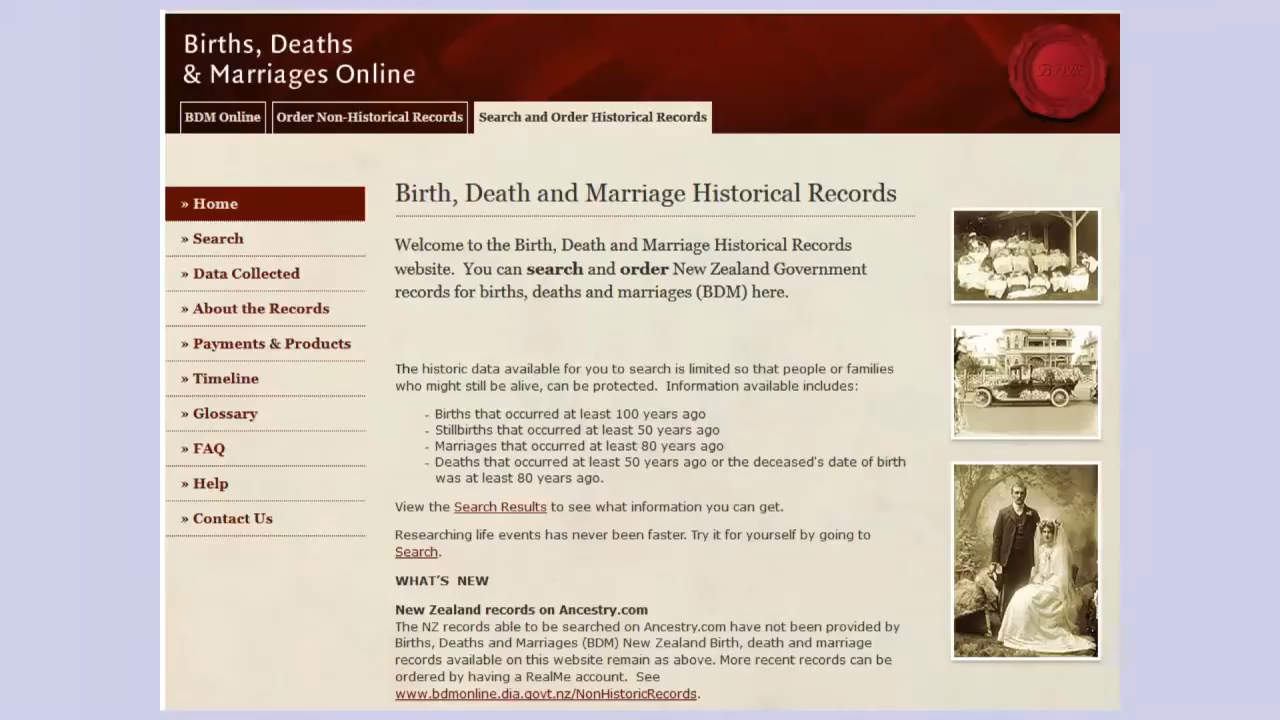 Births, Deaths
& Marriages Online
BDM Online
Order Non-Historical Records
Search and Order Historical Records
» Home
» Search
» Data Collected
» About the Records
» Payments & Products
» Timeline
» Glossary
» FAQ
» Help
» Contact Us
Birth, Death and Marriage Historical Records
Welcome to the Birth, Death and Marriage Historical Records
website. You can search and order New Zealand Government
records for births, deaths and marriages (BDM) here.
The historic data available for you to search is limited so that people or families
who might still be alive, can be protected. Information available includes:
- Births that occurred at least 100 years ago
- Stillbirths that occurred at least 50 years ago
- Marriages that occurred at least 80 years ago
- Deaths that occurred at least 50 years ago or the deceased's date of birth
was at least 80 years ago.
View the Search Results to see what information you can get.
Researching life events has never been faster. Try it for yourself by going to
Search.
WHAT'S NEW
New Zealand records on Ancestry.com
The NZ records able to be searched on Ancestry.com have not been provided by
Births, Deaths and Marriages (BDM) New Zealand Birth, death and marriage
records available on this website remain as above. More recent records can be
ordered by having a RealMe account. See
www.bdmonline.dia.govt.nz/NonHistoricRecords.